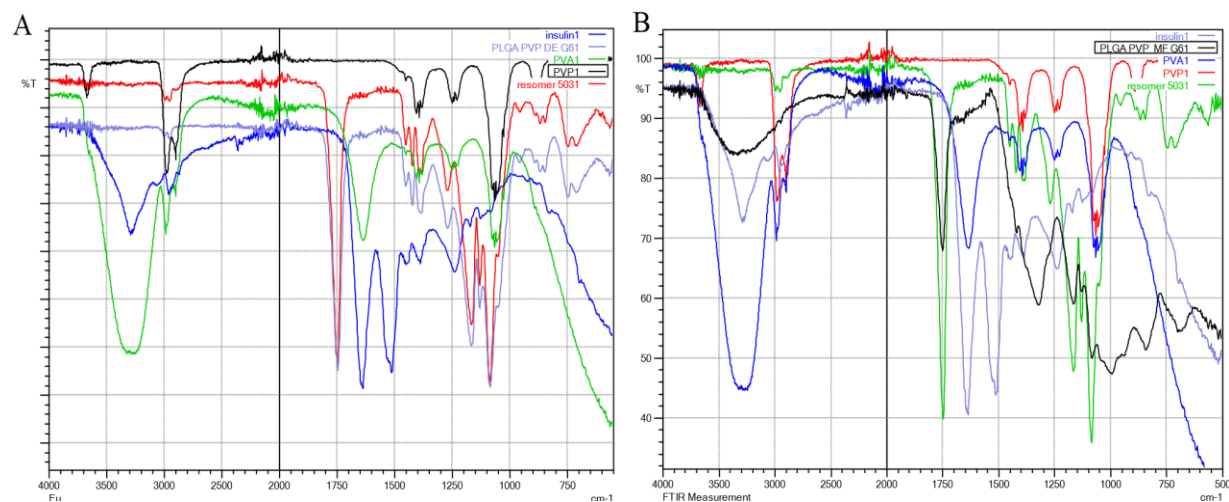 A
insulin1
PLGA PVP DE G61
PVA1
PVP1
resomer 5031
%T
4000 3500 3000 2500 2000 1750 1500 1250 1000 750
cm-1
B
insulin1
PLGA PVP MF G61
PVA1
PVP1
resomer 5031
100
%T
90
80
70
60
50
40
4000 3500 3000 2500 2000 1750 1500 1250 1000 750 500
FTIR Measurement
cm-1